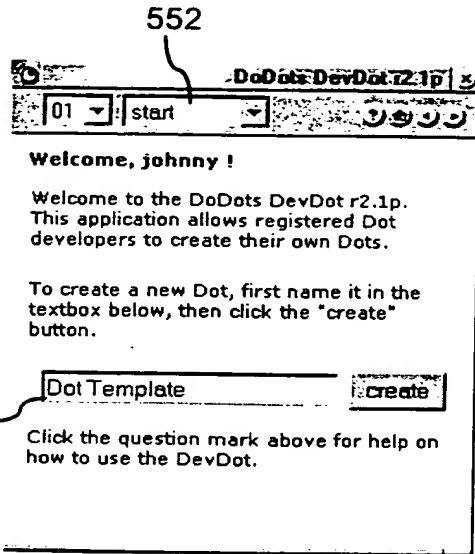 552
DoDots DevDot r2.1p
01 start
Welcome, johnny !
Welcome to the DoDots DevDot r2.1p.
This application allows registered Dot
developers to create their own Dots.
To create a new Dot, first name it in the
textbox below, then click the "create"
button.
Dot Template create
Click the question mark above for help on
how to use the DevDot.